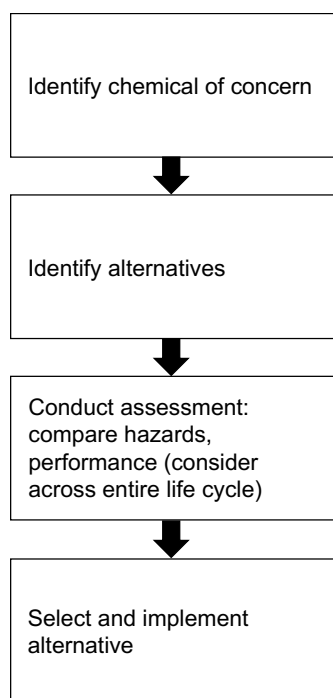 Identify chemical of concern
Identify alternatives
Conduct assessment:
compare hazards,
performance (consider
across entire life cycle)
Select and implement
alternative